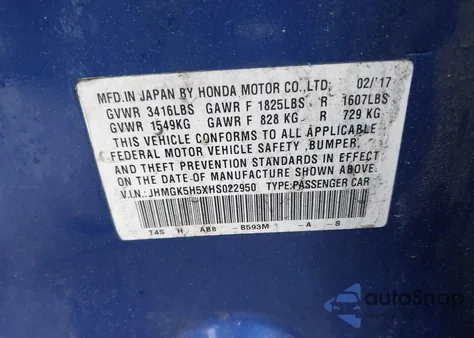 MFD.IN JAPAN BY HONDA MOTOR CO.,LTD. 02/'17
GVWR 3416LBS GAWR F 1825LBS R 1607LBS
GVWR 1549KG GAWR F 828 KG R 729 KG
THIS VEHICLE CONFORMS TO ALL APPLICABLE
FEDERAL MOTOR VEHICLE SAFETY ,BUMPER,
AND THEFT PREVENTION STANDARDS IN
EFFECT ON THE DATE OF MANUFACTURE SHOWN ABOVE.
V.I.N.: JHMGK5H5XHS022950 TYPE:PASSENGER CAR
T4S H AB8 -B593M -A -S
autoSnap